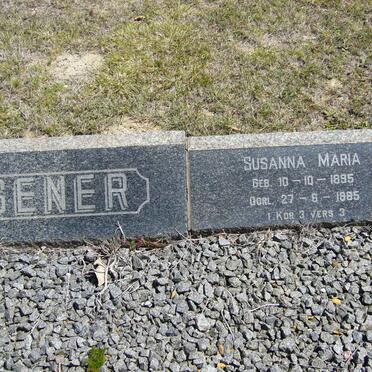 SENER
SUSANNA MARIA
GEB. 10-10-1895
OORL. 27-6-1985
1 KOR 3 VERS 3